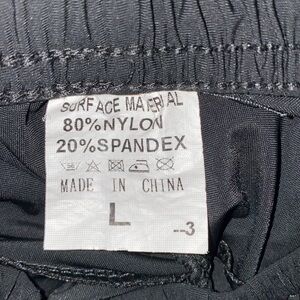 SURFACE MATERIAL
80%NYLON
20%SPANDEX
MADE IN CHINA
L
--3